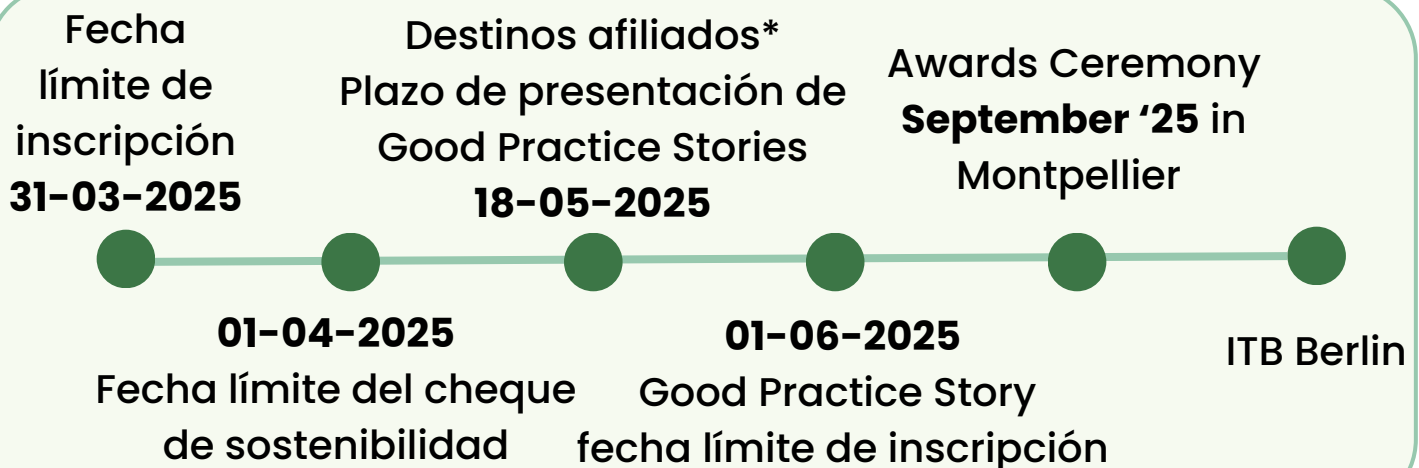 Fecha
límite de
inscripción
31-03-2025
01-04-2025
Fecha límite del cheque
de sostenibilidad
Destinos afiliados*
Plazo de presentación de
Good Practice Stories
18-05-2025
01-06-2025
Good Practice Story
fecha límite de inscripción
Awards Ceremony
September ‘25 in
Montpellier
ITB Berlin